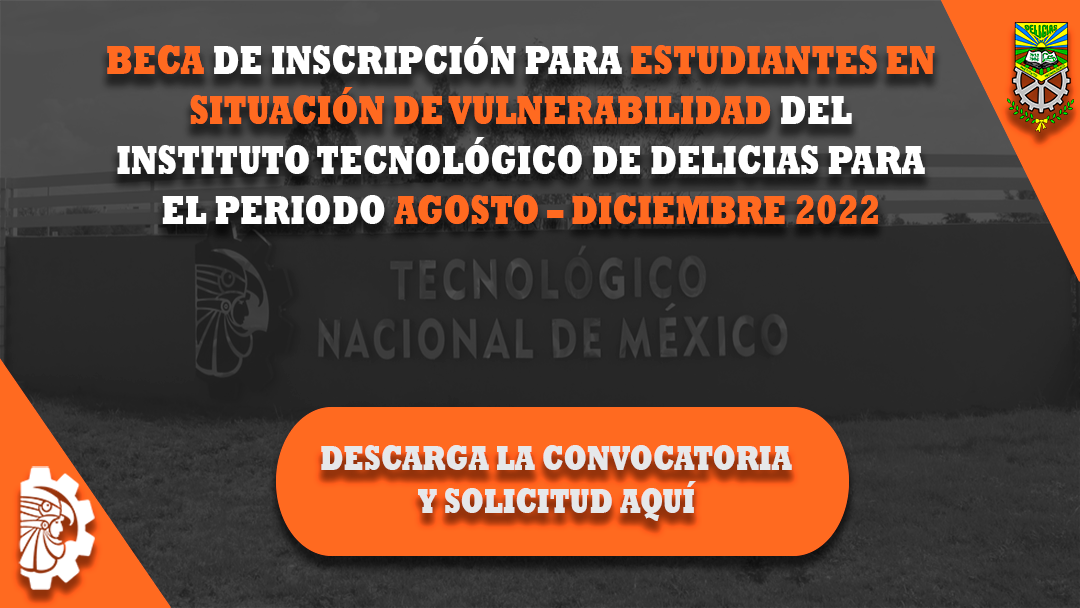 DELICIAS
BECA DE INSCRIPCIÓN PARA ESTUDIANTES EN
SITUACIÓN DE VULNERABILIDAD DEL
INSTITUTO TECNOLÓGICO DE DELICIAS PARA
EL PERIODO AGOSTO – DICIEMBRE 2022
TECNOLÓGICO
NACIONAL DE MÉXICO
DESCARGA LA CONVOCATORIA
Y SOLICITUD AQUÍ